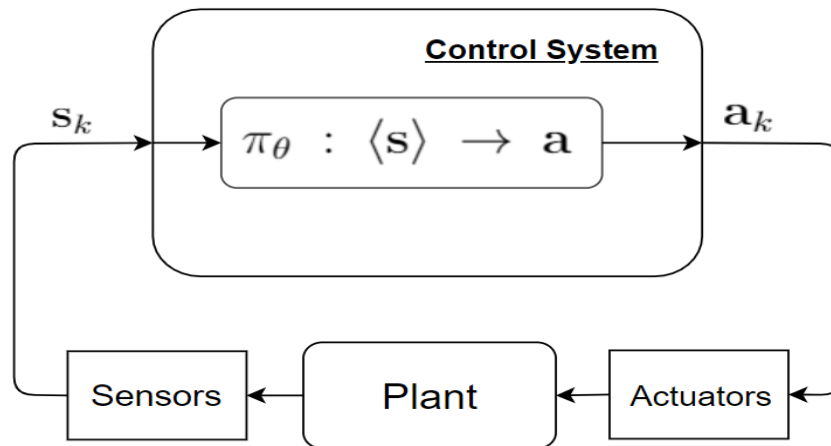 Control System
s_k
π_θ : ⟨s⟩ → a
a_k
Sensors
Plant
Actuators